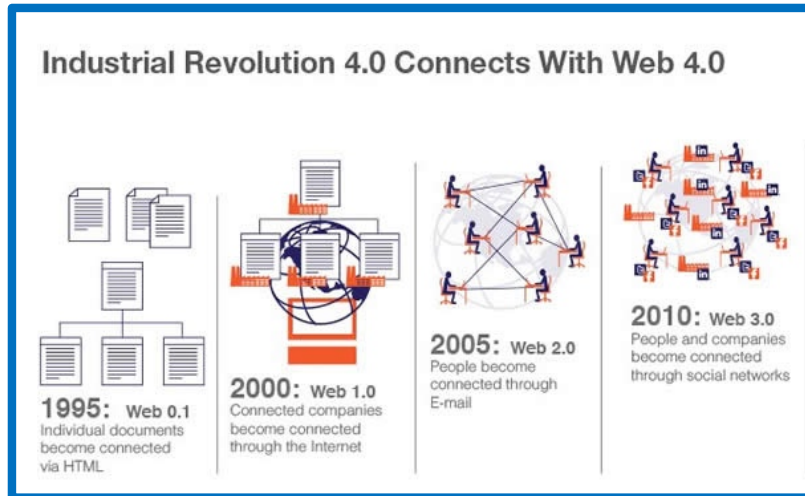 Industrial Revolution 4.0 Connects With Web 4.0
1995: Web 0.1
Individual documents
become connected
via HTML
2000: Web 1.0
Connected companies
become connected
through the Internet
2005: Web 2.0
People become
connected through
E-mail
2010: Web 3.0
People and companies
become connected
through social networks